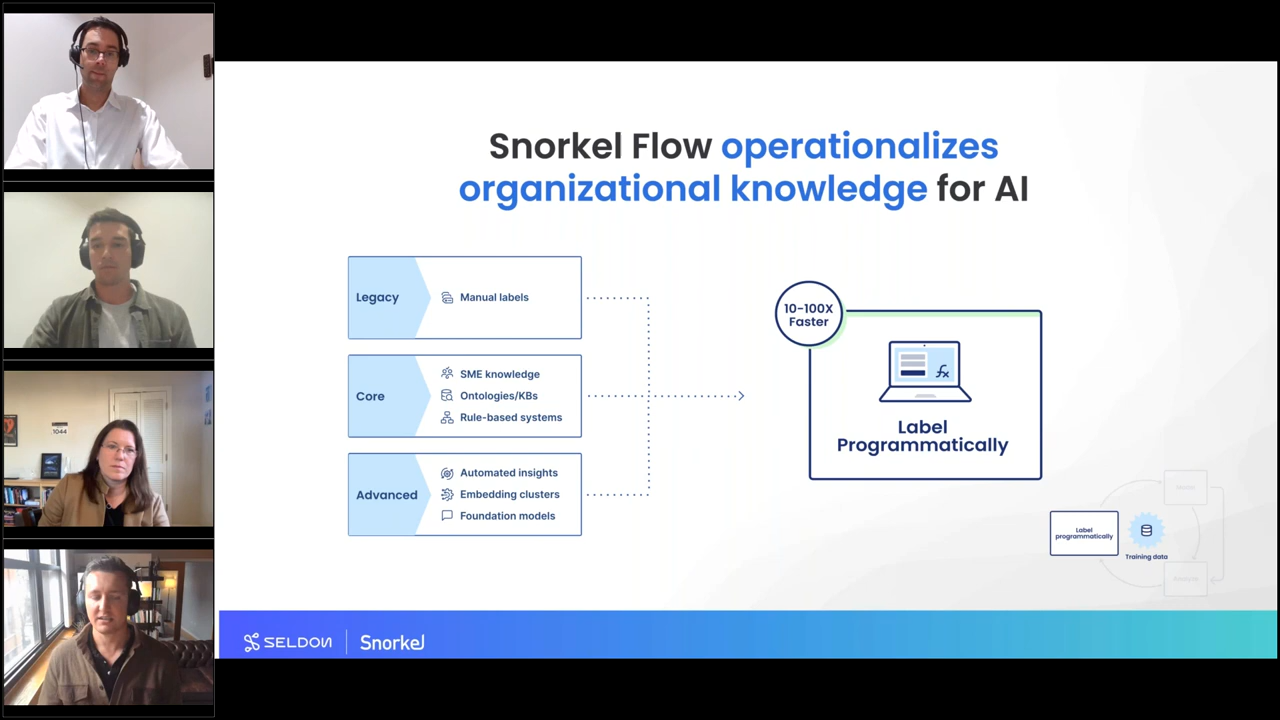 Snorkel Flow operationalizes
organizational knowledge for AI
Legacy
Manual labels
Core
SME knowledge
Ontologies/KBs
Rule-based systems
Advanced
Automated insights
Embedding clusters
Foundation models
10-100X
Faster
fx
Label
Programmatically
Label
programmatically
Training data
SELDON
Snorkel
1044